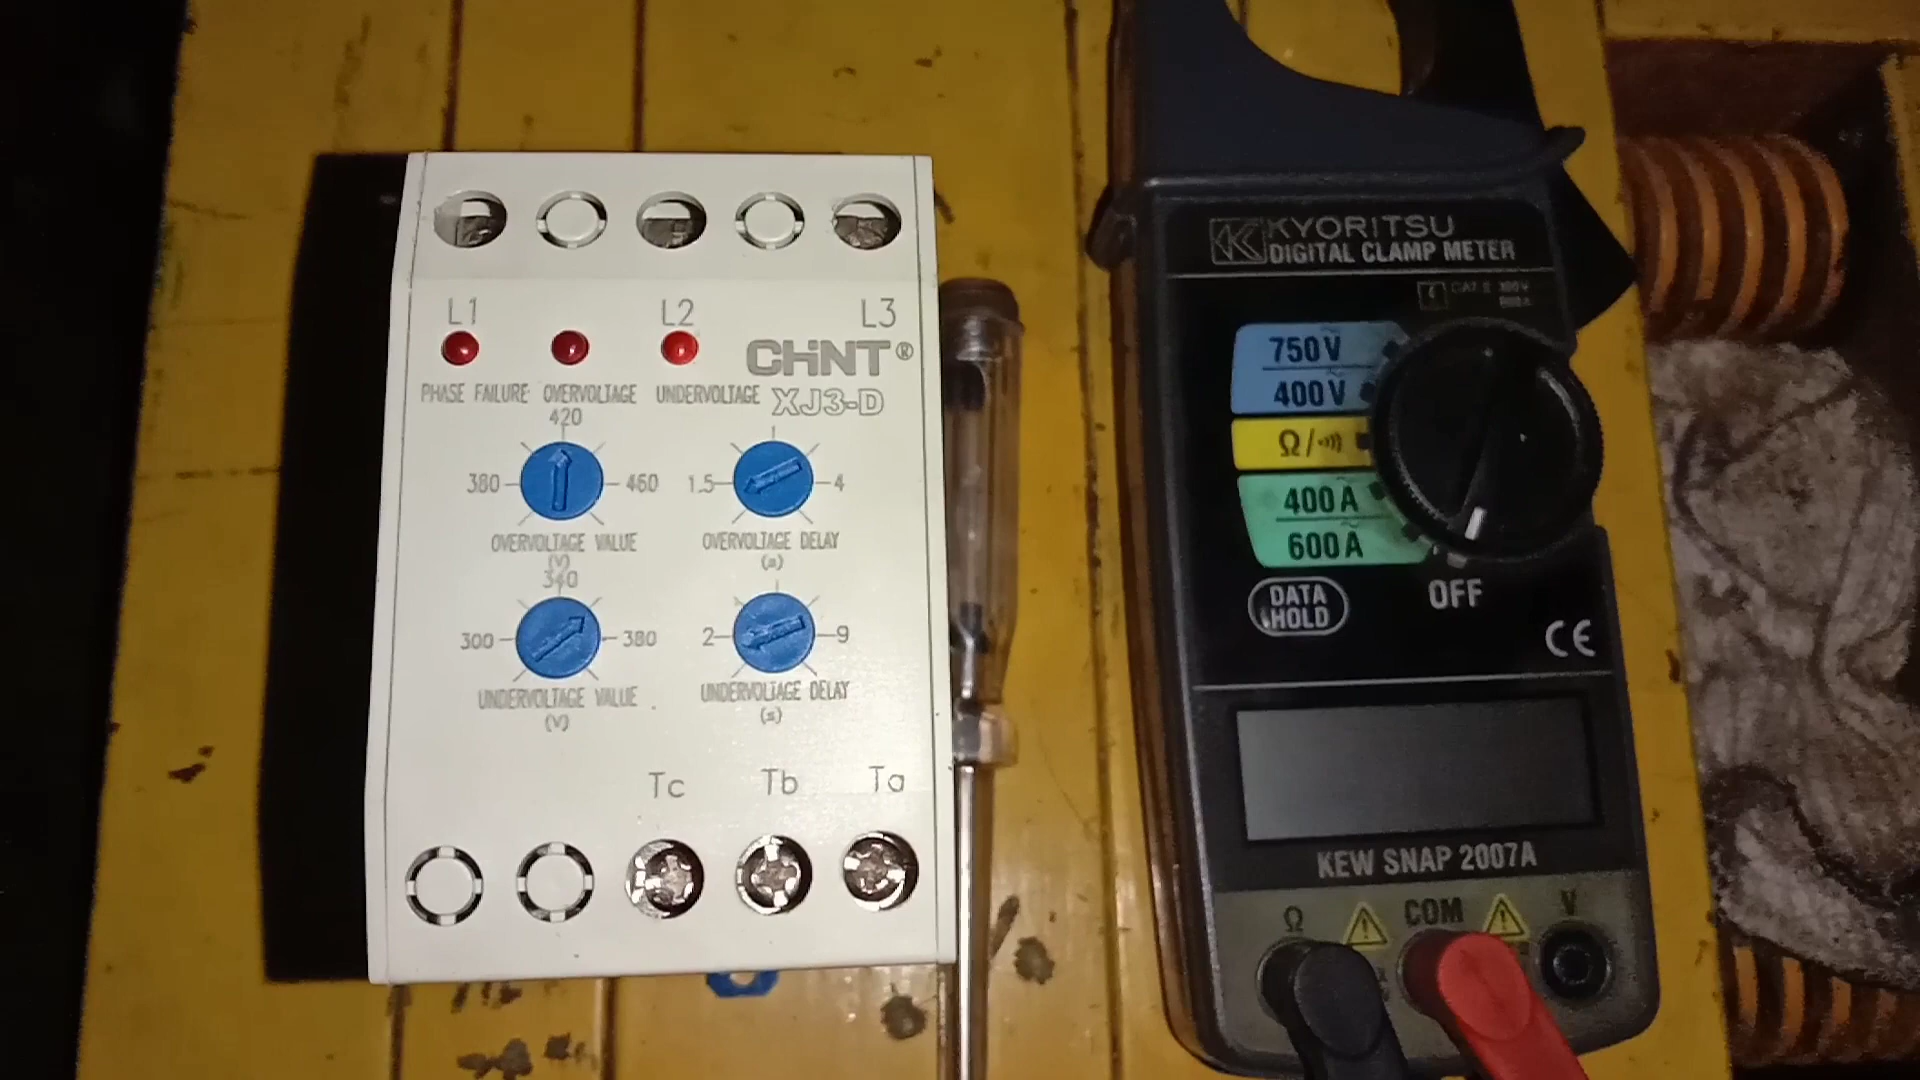 L1 L2 L3
CHiNT®
PHASE FAILURE OVERVOLTAGE UNDERVOLTAGE XJ3-D
420
380 460
1.5 4
OVERVOLTAGE VALUE
(V)
OVERVOLTAGE DELAY
(s)
340
300 380
2 9
UNDERVOLTAGE VALUE
(V)
UNDERVOLTAGE DELAY
(s)
Tc Tb Ta
KYORITSU
DIGITAL CLAMP METER
750V
400V
Ω/
400A
600A
OFF
DATA
HOLD
CE
KEW SNAP 2007A
Ω COM V